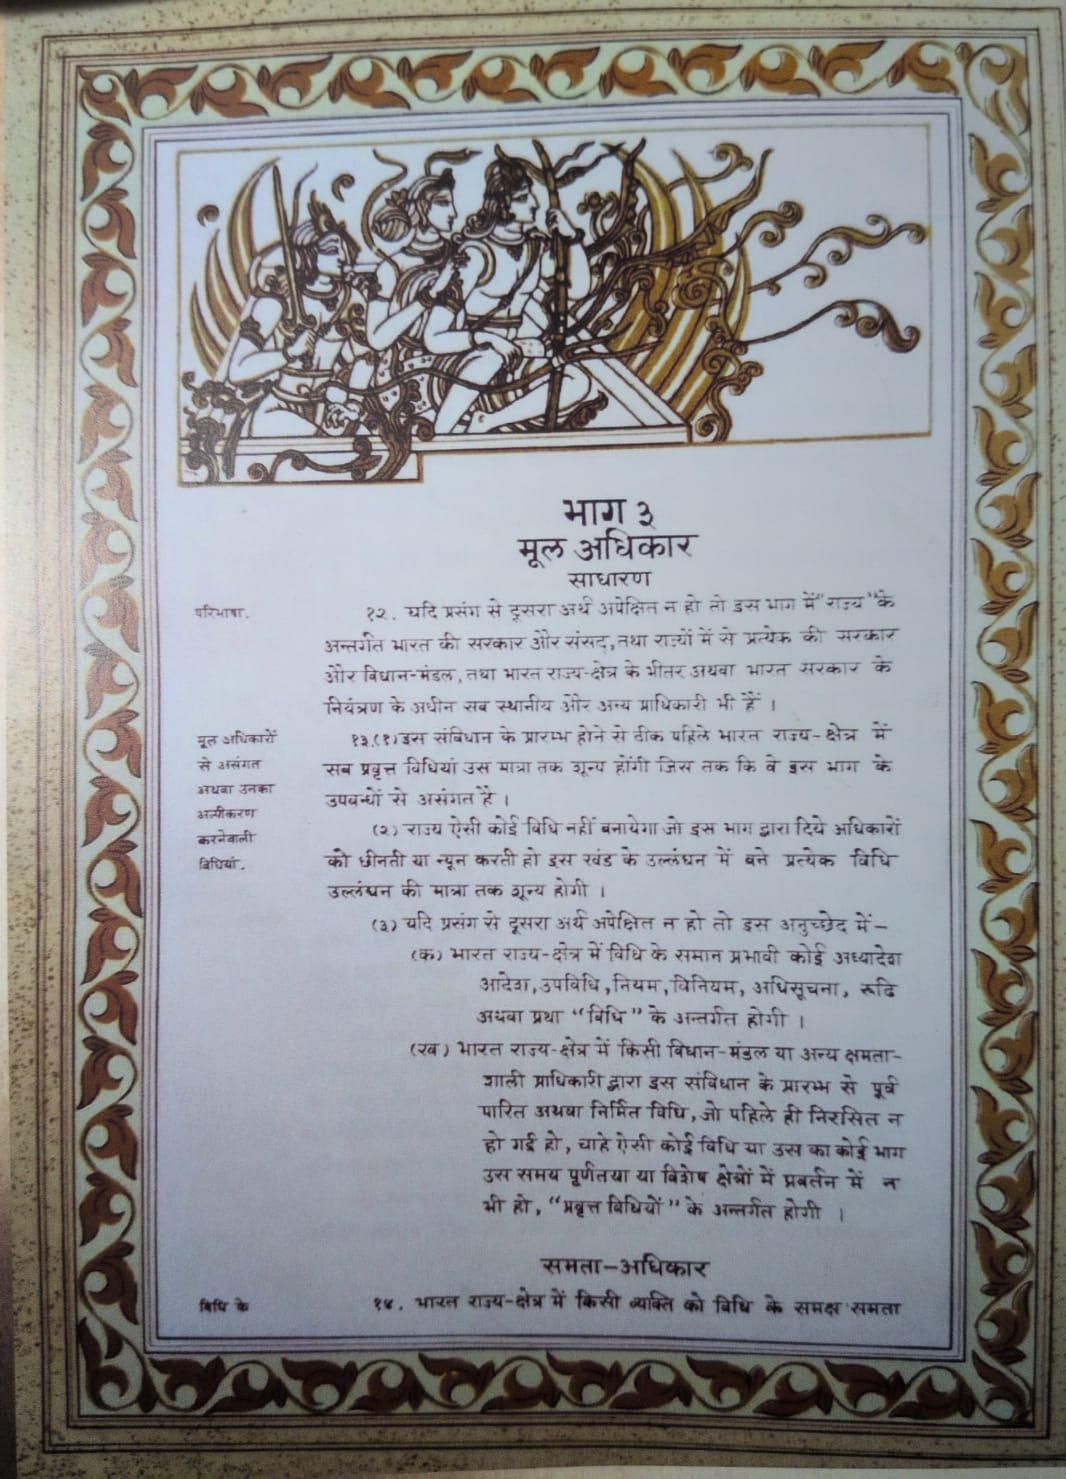 भाग ३
मूल अधिकार
साधारण
परिभाषा.
१२. यदि प्रसंग से दूसरा अर्थ अपेक्षित न हो तो इस भाग में "राज्य" के
अन्तर्गत भारत की सरकार और संसद, तथा राज्यों में से प्रत्येक की सरकार
और विधान-मंडल, तथा भारत राज्य-क्षेत्र के भीतर अथवा भारत सरकार के
नियंत्रण के अधीन सब स्थानीय और अन्य प्राधिकारी भी हैं ।
मूल अधिकारों
से असंगत
अथवा उनका
अल्पीकरण
करनेवाली
विधियां.
१३.(१) इस संविधान के प्रारम्भ होने से ठीक पहिले भारत राज्य-क्षेत्र में
सब प्रवृत्त विधियां उस मात्रा तक शून्य होंगी जिस तक कि वे इस भाग के
उपबन्धों से असंगत हैं ।
(२) राज्य ऐसी कोई विधि नहीं बनायेगा जो इस भाग द्वारा दिये अधिकारों
को छीनती या न्यून करती हो इस खंड के उल्लंघन में बने प्रत्येक विधि
उल्लंघन की मात्रा तक शून्य होगी ।
(३) यदि प्रसंग से दूसरा अर्थ अपेक्षित न हो तो इस अनुच्छेद में-
(क) भारत राज्य-क्षेत्र में विधि के समान प्रभावी कोई अध्यादेश
आदेश, उपविधि, नियम, विनियम, अधिसूचना, रूढि
अथवा प्रथा "विधि" के अन्तर्गत होगी ।
(ख) भारत राज्य-क्षेत्र में किसी विधान-मंडल या अन्य क्षमता-
शाली प्राधिकारी द्वारा इस संविधान के प्रारम्भ से पूर्व
पारित अथवा निर्मित विधि, जो पहिले ही निरसित न
हो गई हो, चाहे ऐसी कोई विधि या उस का कोई भाग
उस समय पूर्णतया या विशेष क्षेत्रों में प्रवर्तन में न
भी हो, "प्रवृत्त विधियों" के अन्तर्गत होगी ।
समता-अधिकार
विधि के
१४. भारत राज्य-क्षेत्र में किसी व्यक्ति को विधि के समक्ष समता